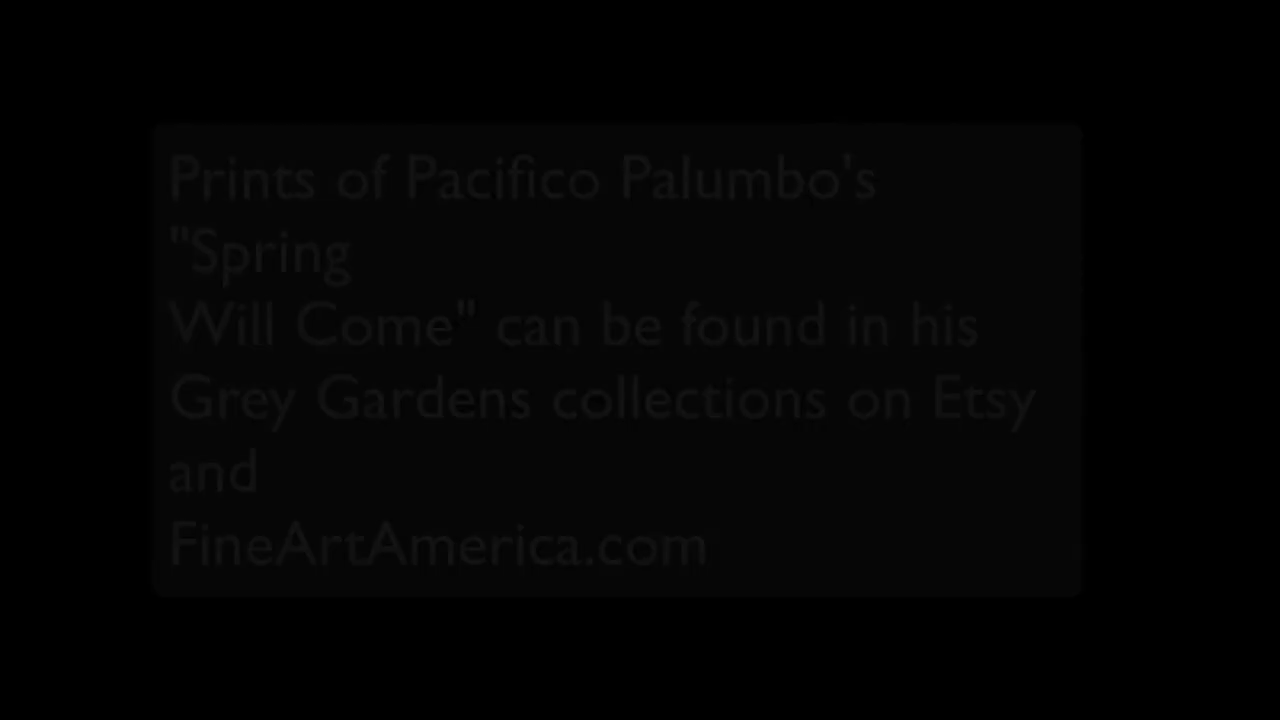 Prints of Pacifico Palumbo's
"Spring
Will Come" can be found in his
Grey Gardens collections on Etsy
and
FineArtAmerica.com